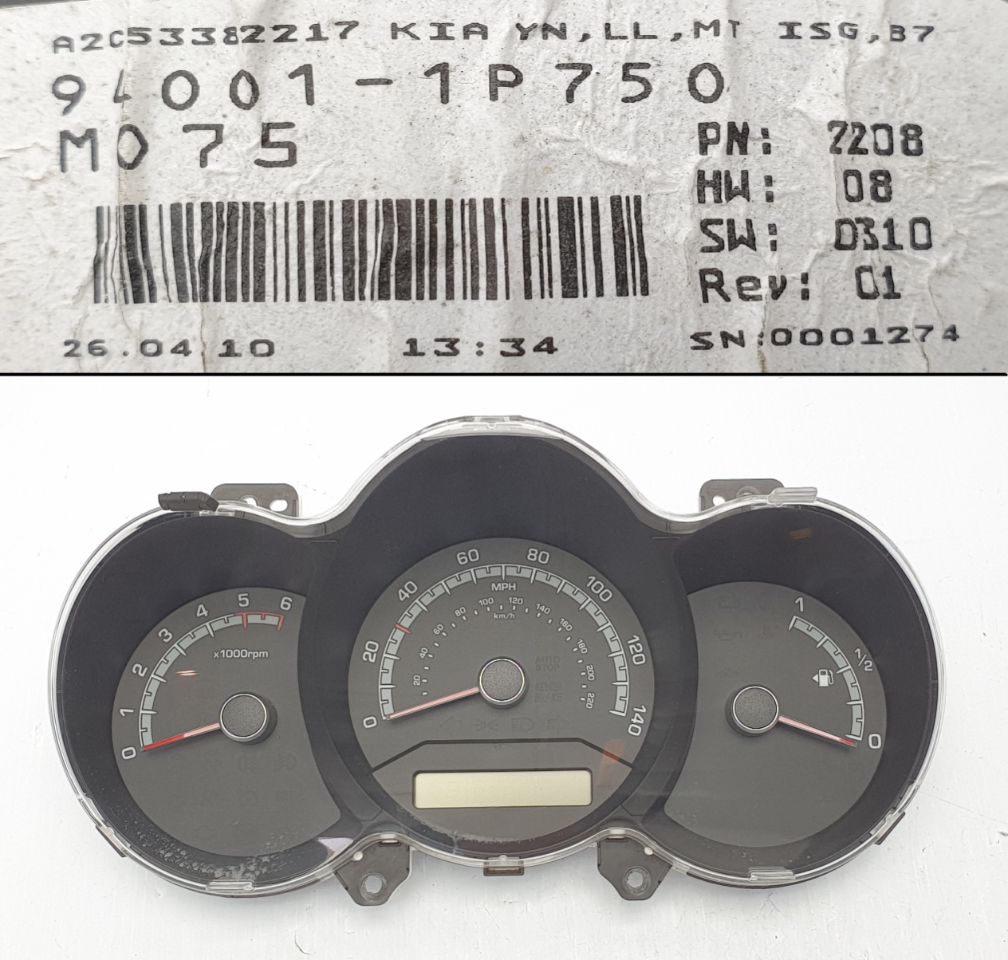 A2C53382217 KIA YN,LL,MT ISG,B7
94001-1P750
M075
PN: 2208
HW: 08
SW: 0310
Rev: 01
26.04.10 13:34 SN:0001274
0 1 2 3 4 5 6
x1000rpm
0 20 40 60 80 100 120 140
MPH
20 40 60 80 100 120 140 160 180 200 220
km/h
AUTO
STOP
1
1/2
0